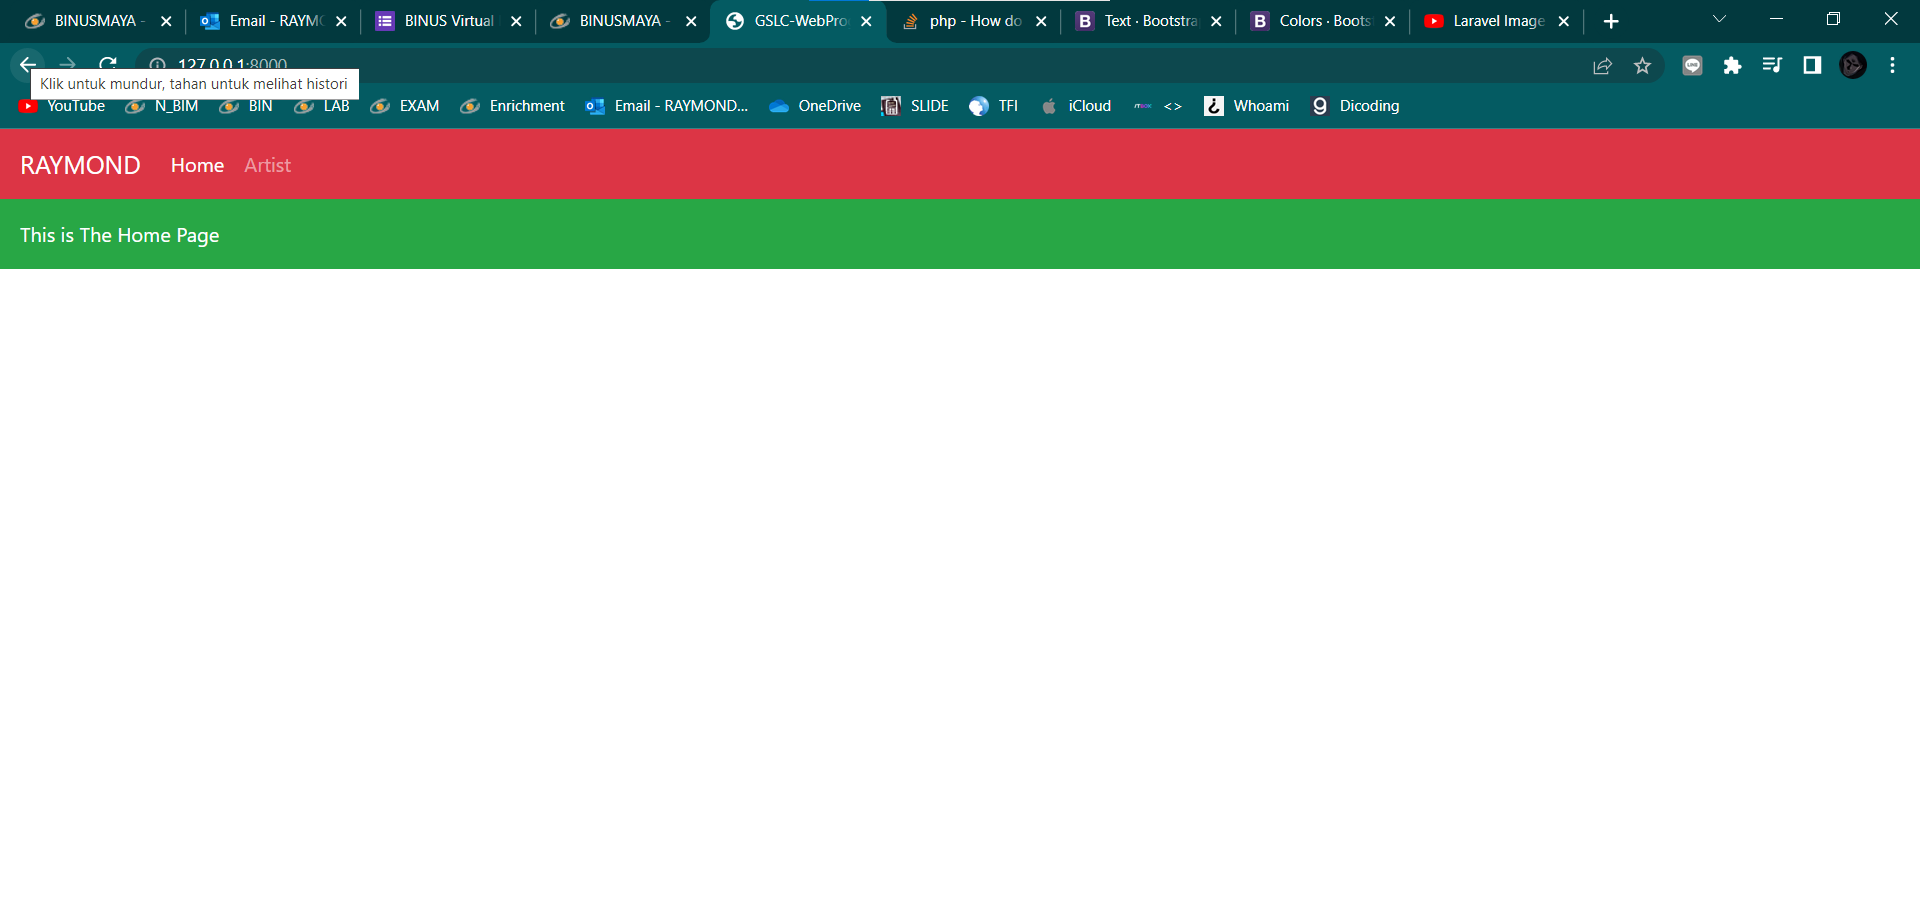 BINUSMAYA -
Email - RAYM
BINUS Virtual
BINUSMAYA -
GSLC-WebPro
php - How do
Text · Bootstra
Colors · Boots
Laravel Image
127.0.0.1:8000
Klik untuk mundur, tahan untuk melihat histori
YouTube N_BIM BIN LAB EXAM Enrichment Email - RAYMOND... OneDrive SLIDE TFI iCloud <> Whoami Dicoding
RAYMOND Home Artist
This is The Home Page